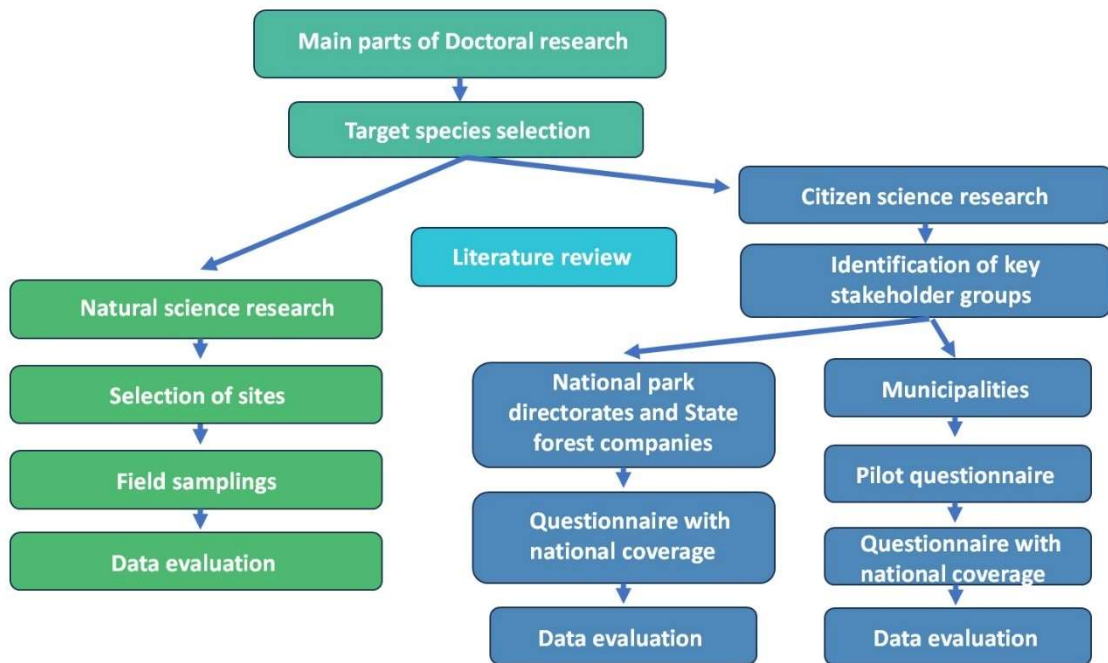 Main parts of Doctoral research
Target species selection
Citizen science research
Literature review
Identification of key
stakeholder groups
Natural science research
Selection of sites
Field samplings
Data evaluation
National park
directorates and State
forest companies
Questionnaire with
national coverage
Data evaluation
Municipalities
Pilot questionnaire
Questionnaire with
national coverage
Data evaluation